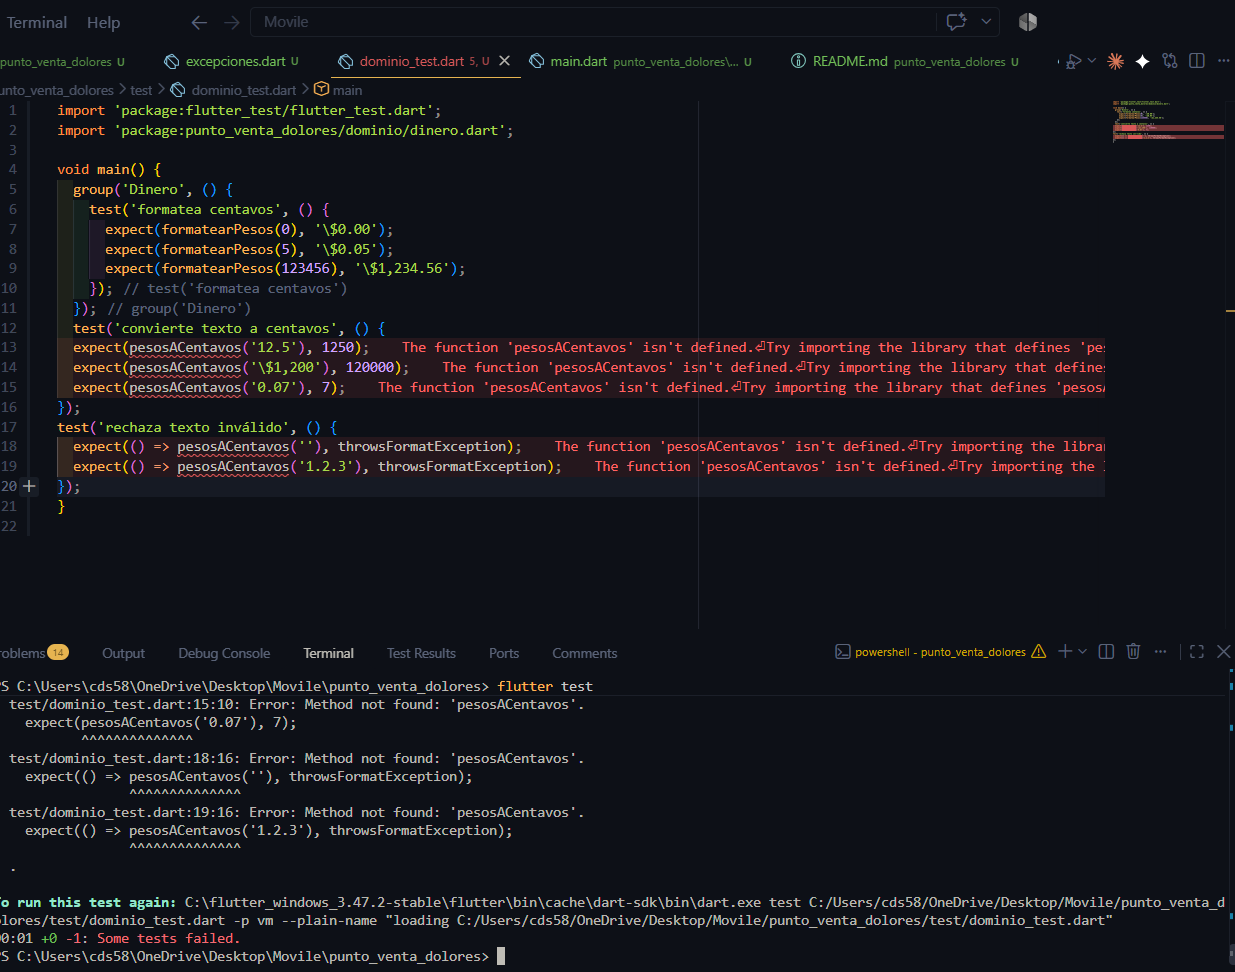 Terminal Help Movile
punto_venta_dolores U excepciones.dart U dominio_test.dart 5, U main.dart punto_venta_dolores\... U README.md punto_venta_dolores U
unto_venta_dolores > test > dominio_test.dart > main
1 import 'package:flutter_test/flutter_test.dart';
2 import 'package:punto_venta_dolores/dominio/dinero.dart';
3
4 void main() {
5 group('Dinero', () {
6 test('formatea centavos', () {
7 expect(formatearPesos(0), '\$0.00');
8 expect(formatearPesos(5), '\$0.05');
9 expect(formatearPesos(123456), '\$1,234.56');
10 }); // test('formatea centavos')
11 }); // group('Dinero')
12 test('convierte texto a centavos', () {
13 expect(pesosACentavos('12.5'), 1250); The function 'pesosACentavos' isn't defined.⏎Try importing the library that defines 'pes
14 expect(pesosACentavos('\$1,200'), 120000); The function 'pesosACentavos' isn't defined.⏎Try importing the library that define
15 expect(pesosACentavos('0.07'), 7); The function 'pesosACentavos' isn't defined.⏎Try importing the library that defines 'pesosA
16 });
17 test('rechaza texto inválido', () {
18 expect(() => pesosACentavos(''), throwsFormatException); The function 'pesosACentavos' isn't defined.⏎Try importing the librar
19 expect(() => pesosACentavos('1.2.3'), throwsFormatException); The function 'pesosACentavos' isn't defined.⏎Try importing the l
20 });
21 }
22
roblems 14 Output Debug Console Terminal Test Results Ports Comments powershell - punto_venta_dolores
PS C:\Users\cds58\OneDrive\Desktop\Movile\punto_venta_dolores> flutter test
test/dominio_test.dart:15:10: Error: Method not found: 'pesosACentavos'.
expect(pesosACentavos('0.07'), 7);
^^^^^^^^^^^^^^
test/dominio_test.dart:18:16: Error: Method not found: 'pesosACentavos'.
expect(() => pesosACentavos(''), throwsFormatException);
^^^^^^^^^^^^^^
test/dominio_test.dart:19:16: Error: Method not found: 'pesosACentavos'.
expect(() => pesosACentavos('1.2.3'), throwsFormatException);
^^^^^^^^^^^^^^
.
o run this test again: C:\flutter_windows_3.47.2-stable\flutter\bin\cache\dart-sdk\bin\dart.exe test C:/Users/cds58/OneDrive/Desktop/Movile/punto_venta_d
olores/test/dominio_test.dart -p vm --plain-name "loading C:/Users/cds58/OneDrive/Desktop/Movile/punto_venta_dolores/test/dominio_test.dart"
00:01 +0 -1: Some tests failed.
PS C:\Users\cds58\OneDrive\Desktop\Movile\punto_venta_dolores>